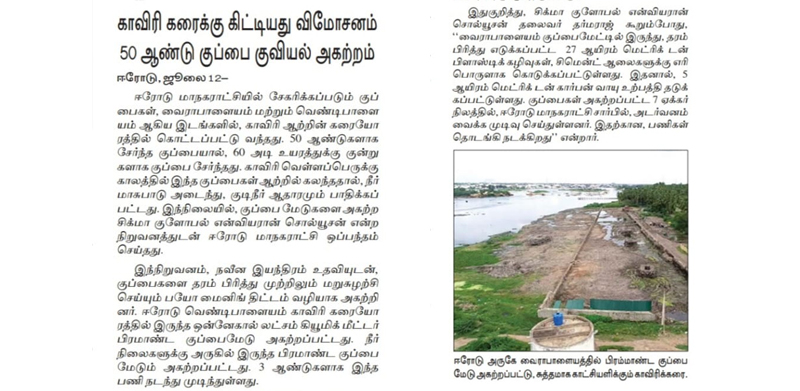 காவிரி கரைக்கு கிட்டியது விமோசனம்
50 ஆண்டு குப்பை குவியல் அகற்றம்
ஈரோடு, ஜூலை 12–
ஈரோடு மாநகராட்சியில் சேகரிக்கப்படும் குப்
பைகள், வைராபாளையம் மற்றும் வெண்டிபாளை
யம் ஆகிய இடங்களில், காவிரி ஆற்றின் கரையோ
ரத்தில் கொட்டப்பட்டு வந்தது. 50 ஆண்டுகளாக
சேர்ந்த குப்பையால், 60 அடி உயரத்துக்கு குன்று
களாக குப்பை சேர்ந்தது. காவிரி வெள்ளப்பெருக்கு
காலத்தில் இந்த குப்பைகள் ஆற்றில் கலந்ததால், நீர்
மாசுபாடு அடைந்து, குடிநீர் ஆதாரமும் பாதிக்கப்
பட்டது. இந்நிலையில், குப்பை மேடுகளை அகற்ற
சிக்மா குளோபல் என்வியரான் சொல்யூசன் என்ற
நிறுவனத்துடன் ஈரோடு மாநகராட்சி ஒப்பந்தம்
செய்தது.
இந்நிறுவனம், நவீன இயந்திரம் உதவியுடன்,
குப்பைகளை தரம் பிரித்து முற்றிலும் மறுசுழற்சி
செய்யும் பயோ மைனிங் திட்டம் வழியாக அகற்றி
னர். ஈரோடு வெண்டிபாளையம் காவிரி கரையோ
ரத்தில் இருந்த ஒன்னேகால் லட்சம் கியூமிக் மீட்டர்
பிரமாண்ட குப்பைமேடு அகற்றப்பட்டது. நீர்
நிலைகளுக்கு அருகில் இருந்த பிரமாண்ட குப்பை
மேடும் அகற்றப்பட்டது. 3 ஆண்டுகளாக இந்த
பணி நடந்து முடிந்துள்ளது.
இதுகுறித்து, சிக்மா குளோபல் என்வியரான்
சொல்யூசன் தலைவர் தர்மராஜ் கூறும்போது,
‘‘வைராபாளையம் குப்பைமேட்டில் இருந்து, தரம்
பிரித்து எடுக்கப்பட்ட 27 ஆயிரம் மெட்ரிக் டன்
பிளாஸ்டிக் கழிவுகள், சிமெண்ட் ஆலைகளுக்கு எரி
பொருளாக கொடுக்கப்பட்டுள்ளது. இதனால், 5
ஆயிரம் மெட்ரிக் டன் கார்பன் வாயு உற்பத்தி தடுக்
கப்பட்டுள்ளது. குப்பைகள் அகற்றப்பட்ட 7 ஏக்கர்
நிலத்தில், ஈரோடு மாநகராட்சி சார்பில், அடர்வனம்
வைக்க முடிவு செய்துள்ளனர். இதற்கான, பணிகள்
தொடங்கி நடக்கிறது’’ என்றார்.
ஈரோடு அருகே வைராபாளையத்தில் பிரம்மாண்ட குப்பை
மேடு அகற்றப்பட்டு, சுத்தமாக காட்சியளிக்கும் காவிரிக்கரை.